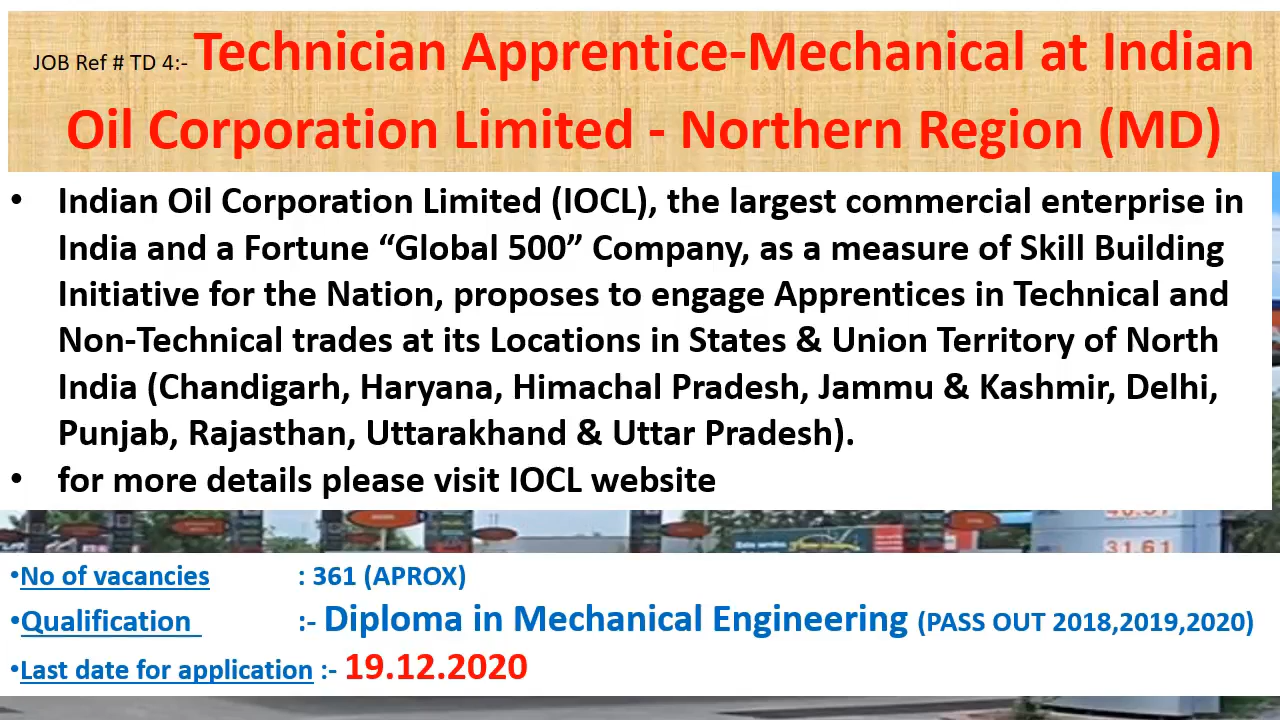 JOB Ref # TD 4:- Technician Apprentice-Mechanical at Indian
Oil Corporation Limited - Northern Region (MD)
• Indian Oil Corporation Limited (IOCL), the largest commercial enterprise in
India and a Fortune “Global 500” Company, as a measure of Skill Building
Initiative for the Nation, proposes to engage Apprentices in Technical and
Non-Technical trades at its Locations in States & Union Territory of North
India (Chandigarh, Haryana, Himachal Pradesh, Jammu & Kashmir, Delhi,
Punjab, Rajasthan, Uttarakhand & Uttar Pradesh).
• for more details please visit IOCL website
31.61
•No of vacancies : 361 (APROX)
•Qualification :- Diploma in Mechanical Engineering (PASS OUT 2018,2019,2020)
•Last date for application :- 19.12.2020